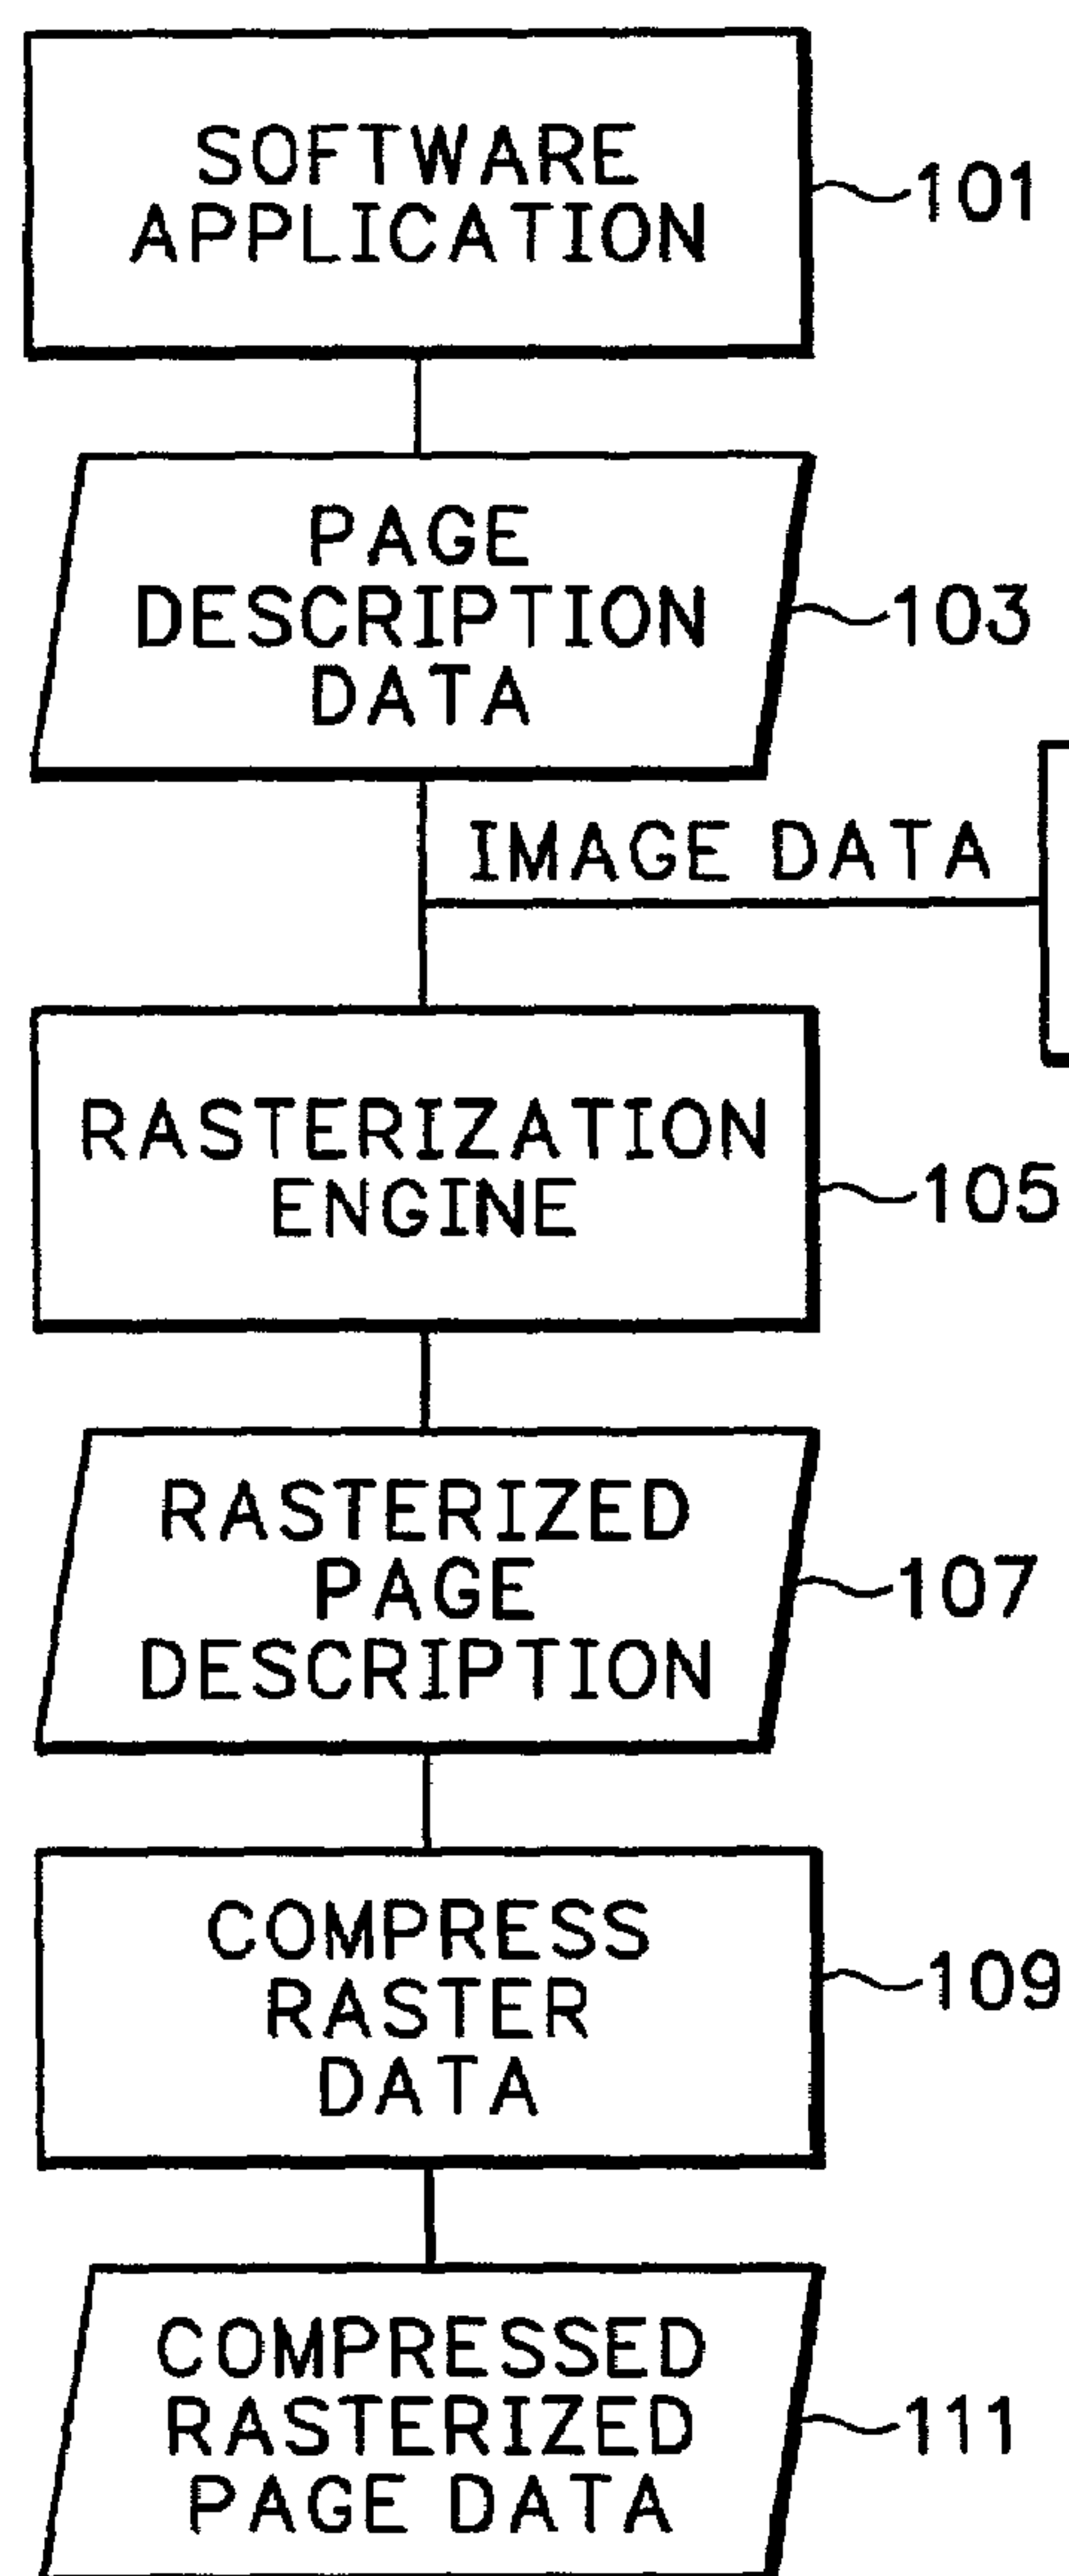 SOFTWARE
APPLICATION
101
PAGE
DESCRIPTION
DATA
103
IMAGE DATA
RASTERIZATION
ENGINE
105
RASTERIZED
PAGE
DESCRIPTION
107
COMPRESS
RASTER
DATA
109
COMPRESSED
RASTERIZED
PAGE DATA
111